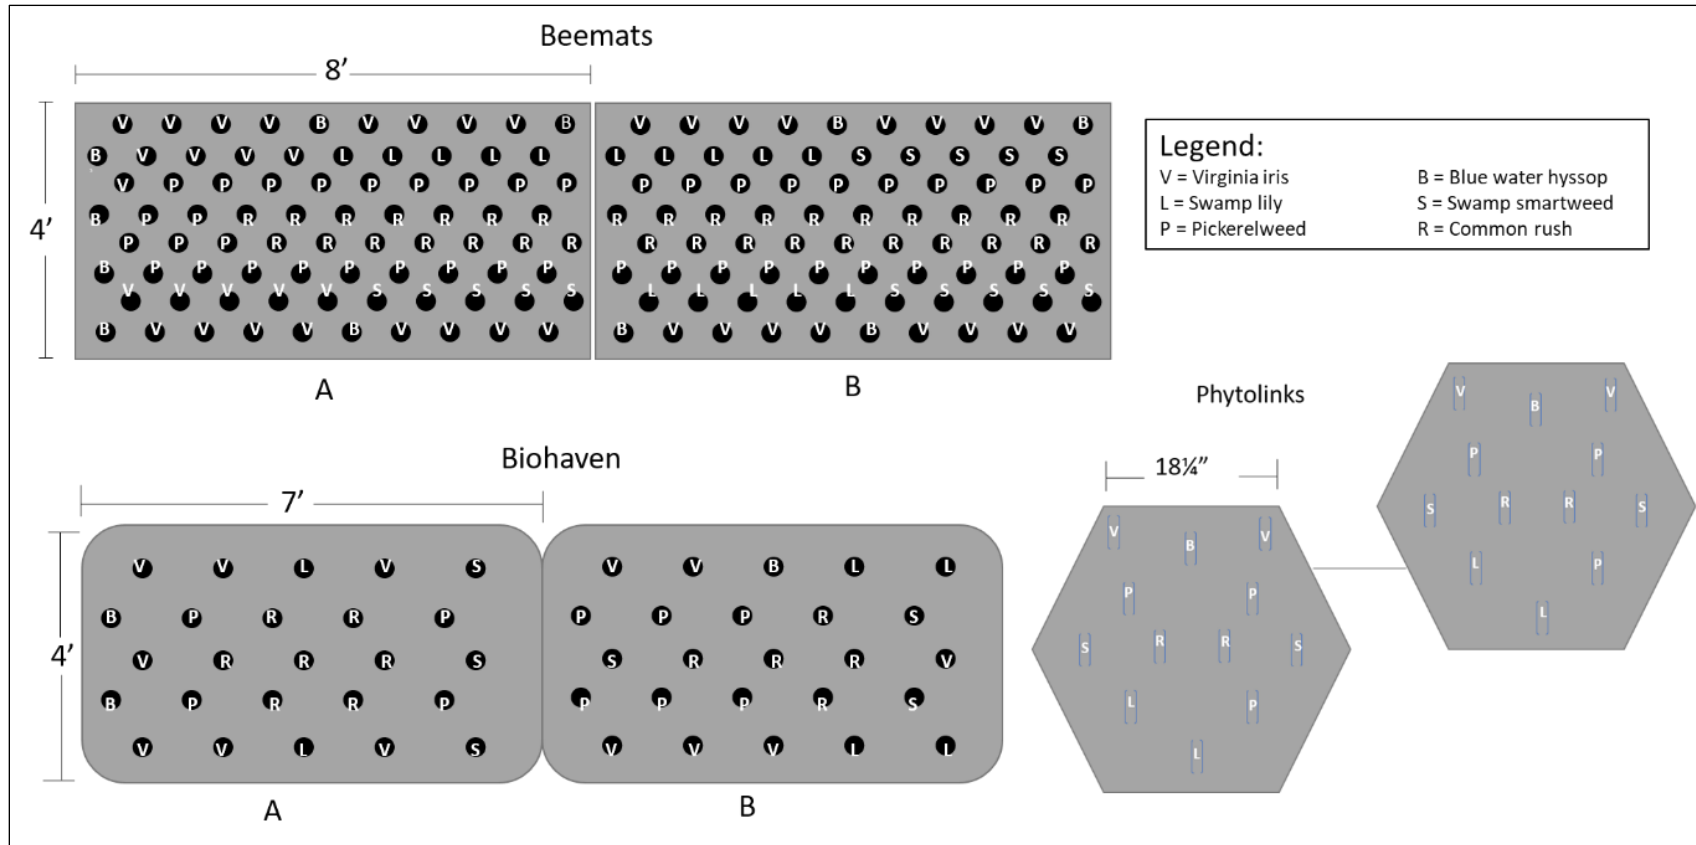 Beemats
8’
4’
V V V V B V V V V B
B V V V V L L L L L
V P P P P P P P P P
B P P R R R R R R R
P P P R R R R R R R
B P P P P P P P P P
V V V V V S S S S S
B V V V V B V V V V
A
V V V V B V V V V B
L L L L L S S S S S
P P P P P P P P P P
R R R R R R R R R R
R R R R R R R R R R
P P P P P P P P P P
L L L L L S S S S S
B V V V V B V V V V
B
Legend:
V = Virginia iris
L = Swamp lily
P = Pickerelweed
B = Blue water hyssop
S = Swamp smartweed
R = Common rush
Biohaven
7’
4’
V V L V S
B P R R P
V R R R S
B P R R P
V V L V S
A
V V B L L
P P P R S
S R R R V
P P P R S
V V V L L
B
Phytolinks
18¼”
V B V
P P
S R R S
L P
L
V B V
P P
S R R S
L P
L